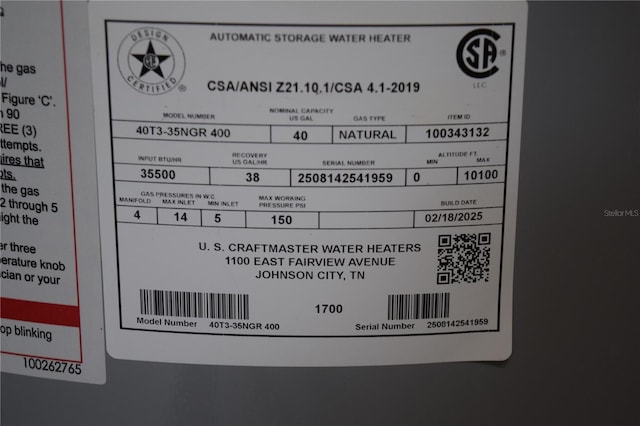 he gas
Figure ‘C’.
90
REE (3)
ttempts.
uires that
pts.
the gas
2 through 5
ight the
er three
erature knob
cian or your
op blinking
100262765
DESIGN
CERTIFIED
AUTOMATIC STORAGE WATER HEATER
CSA/ANSI Z21.10.1/CSA 4.1-2019
SA
®
LLC
MODEL NUMBER NOMINAL CAPACITY US GAL GAS TYPE ITEM ID
40T3-35NGR 400 40 NATURAL 100343132
INPUT BTU/HR RECOVERY US GAL/HR SERIAL NUMBER ALTITUDE FT. MIN MAX
35500 38 2508142541959 0 10100
GAS PRESSURES IN W.C.
MANIFOLD MAX INLET MIN INLET MAX WORKING PRESSURE PSI BUILD DATE
4 14 5 150 02/18/2025
U. S. CRAFTMASTER WATER HEATERS
1100 EAST FAIRVIEW AVENUE
JOHNSON CITY, TN
1700
Model Number 40T3-35NGR 400 Serial Number 2508142541959
StellarMLS